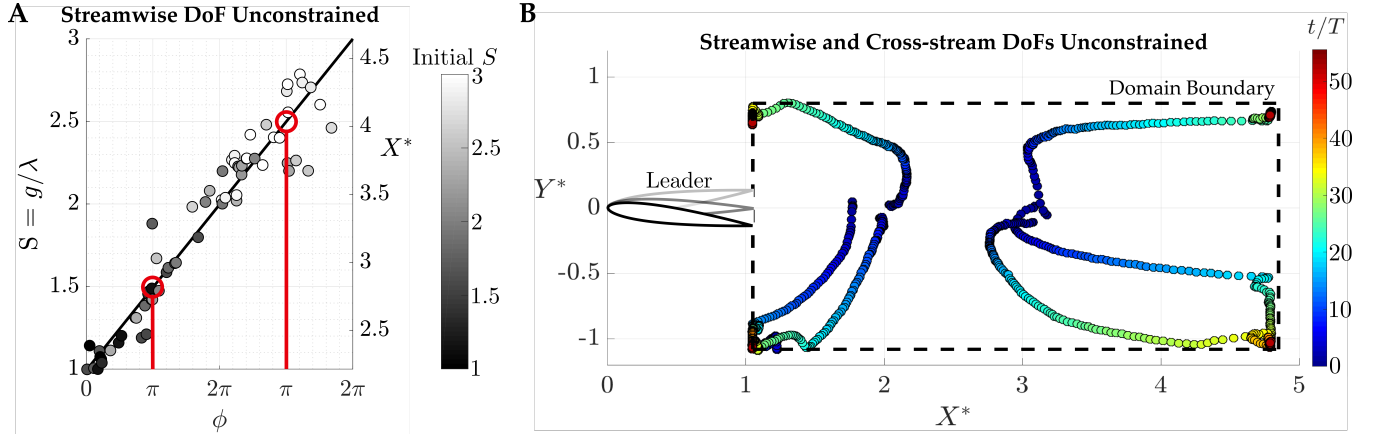 A
Streamwise DoF Unconstrained
3
2.5
2
1.5
1
S = g/λ
0
π
2π
π
2π
ϕ
4.5
4
X*
3.5
3
2.5
Initial S
3
2.5
2
1.5
1
B
Streamwise and Cross-stream DoFs Unconstrained
Domain Boundary
Leader
1
0.5
0
-0.5
-1
Y*
0
1
2
3
4
5
X*
t/T
50
40
30
20
10
0